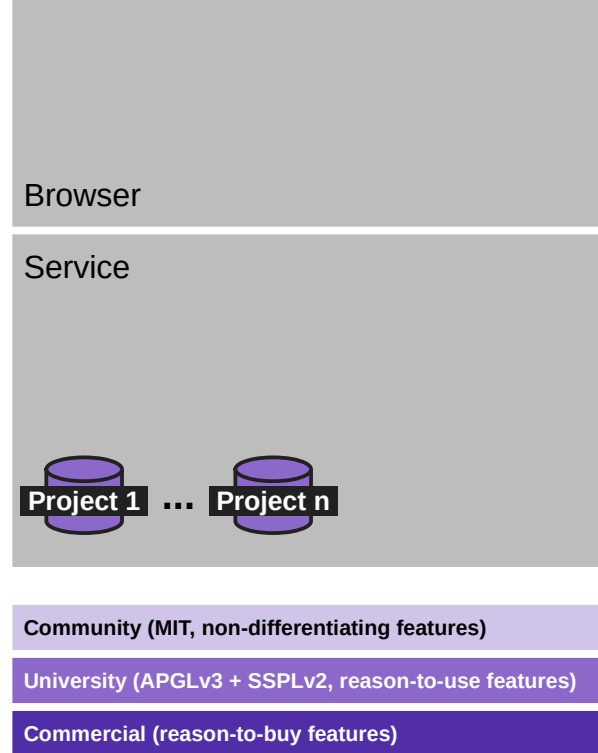 Browser
Service
Project 1 ... Project n
Community (MIT, non-differentiating features)
University (APGLv3 + SSPLv2, reason-to-use features)
Commercial (reason-to-buy features)